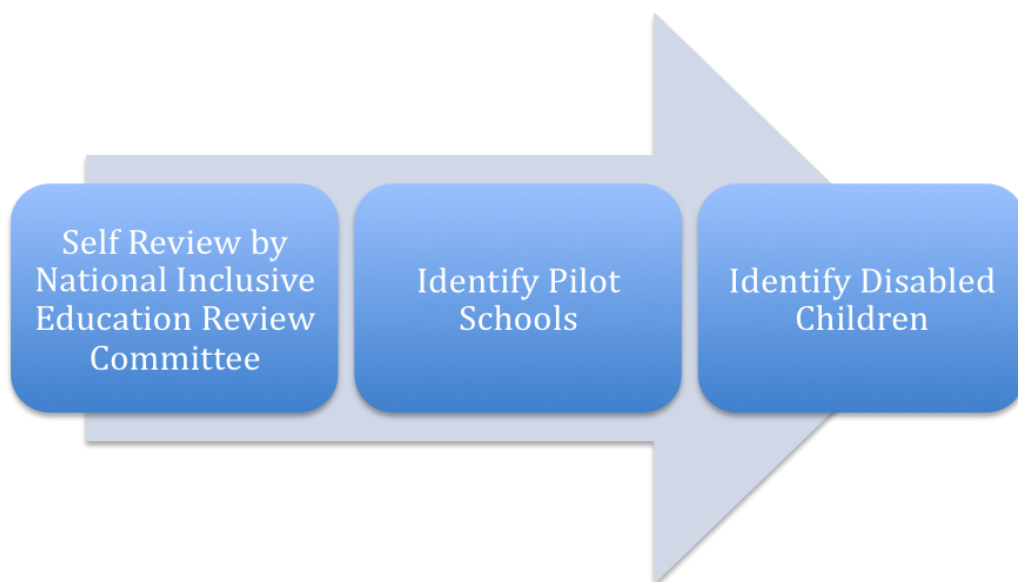 Self Review by
National Inclusive
Education Review
Committee
Identify Pilot
Schools
Identify Disabled
Children